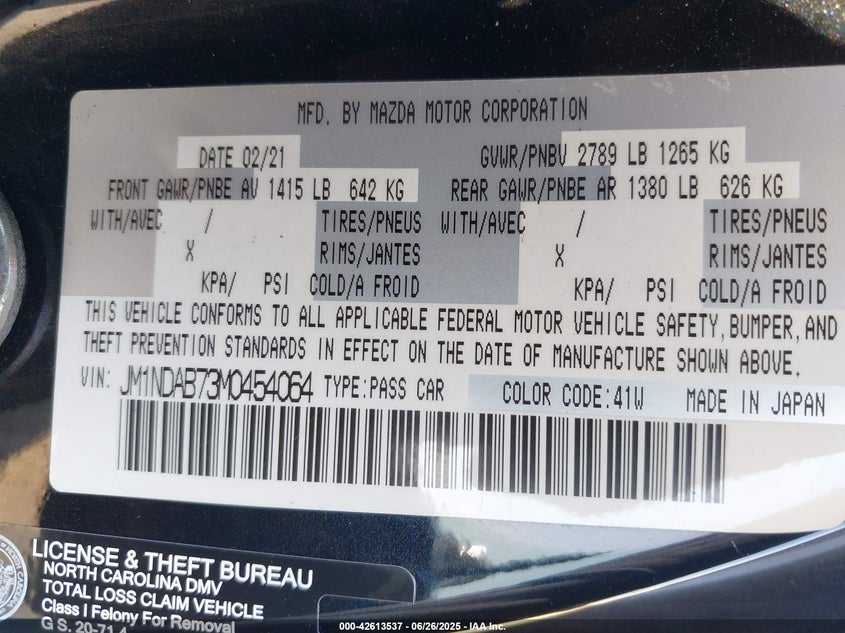 MFD. BY MAZDA MOTOR CORPORATION
DATE 02/21 GVWR/PNBV 2789 LB 1265 KG
FRONT GAWR/PNBE AV 1415 LB 642 KG REAR GAWR/PNBE AR 1380 LB 626 KG
WITH/AVEC / TIRES/PNEUS WITH/AVEC / TIRES/PNEUS
X RIMS/JANTES X RIMS/JANTES
KPA/ PSI COLD/A FROID KPA/ PSI COLD/A FROID
THIS VEHICLE CONFORMS TO ALL APPLICABLE FEDERAL MOTOR VEHICLE SAFETY, BUMPER, AND
THEFT PREVENTION STANDARDS IN EFFECT ON THE DATE OF MANUFACTURE SHOWN ABOVE.
VIN: JM1NDAB73M0454064 TYPE:PASS CAR COLOR CODE:41W MADE IN JAPAN
LICENSE & THEFT BUREAU
NORTH CAROLINA DMV
TOTAL LOSS CLAIM VEHICLE
Class I Felony For Removal
G S. 20-71.4
000-42613537 - 06/26/2025 - IAA Inc.